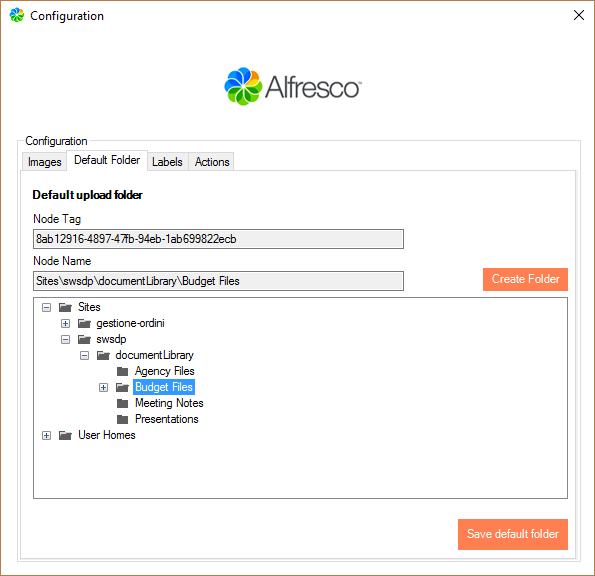 Configuration
Alfresco™
Configuration
Images Default Folder Labels Actions
Default upload folder
Node Tag
8ab12916-4897-47fb-94eb-1ab699822ecb
Node Name
Sites\swsdp\documentLibrary\Budget Files
Create Folder
Sites
gestione-ordini
swsdp
documentLibrary
Agency Files
Budget Files
Meeting Notes
Presentations
User Homes
Save default folder